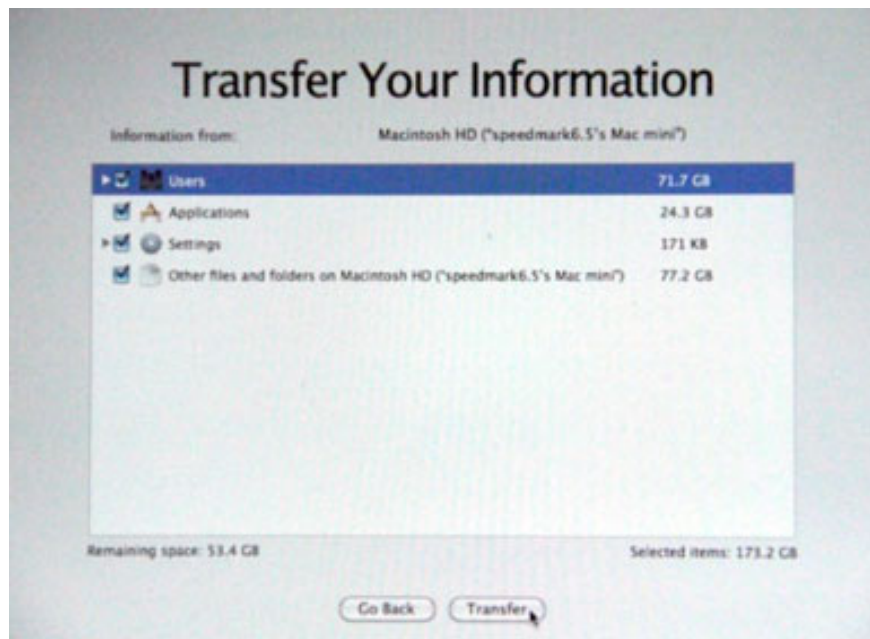 Transfer Your Information
Information from: Macintosh HD ("speedmark6.5's Mac mini")
Users 71.7 GB
Applications 24.3 GB
Settings 171 KB
Other files and folders on Macintosh HD ("speedmark6.5's Mac mini") 77.2 GB
Remaining space: 53.4 GB Selected items: 173.2 GB
Go Back Transfer